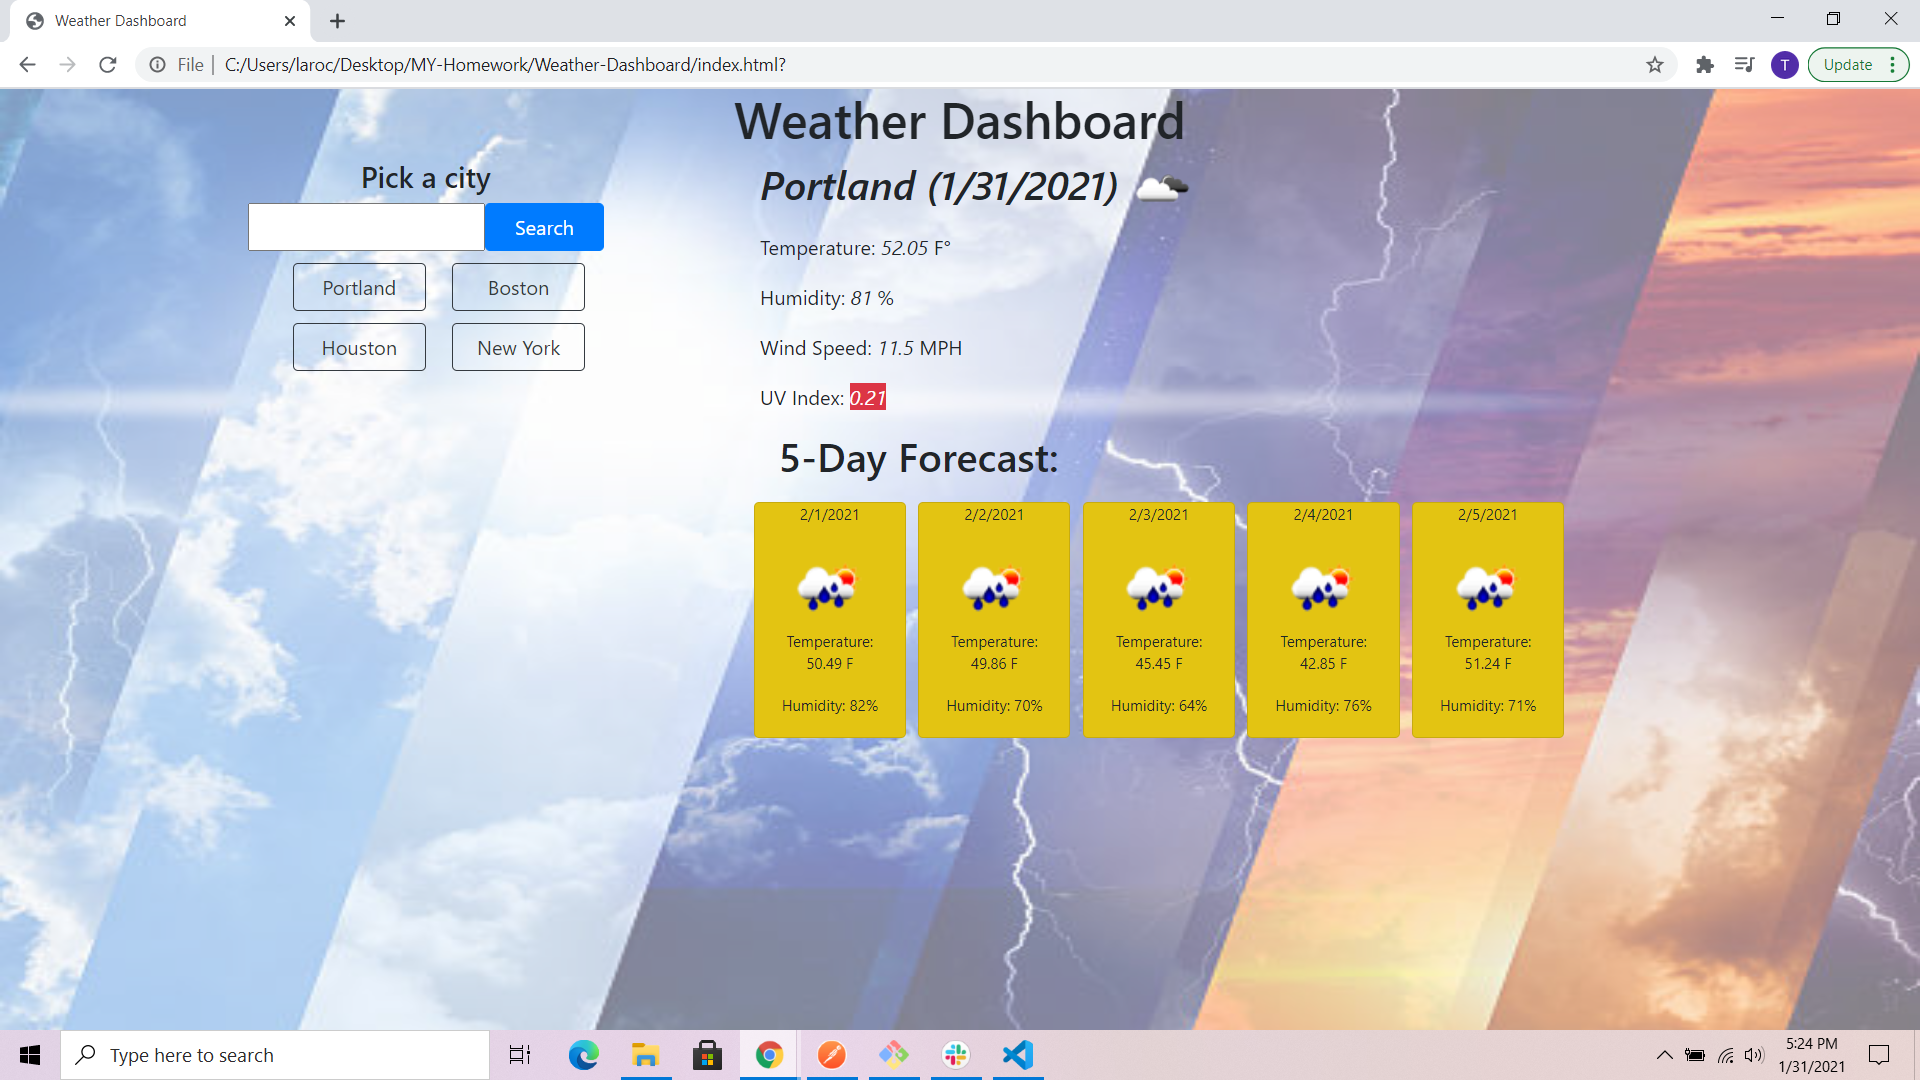 Weather Dashboard
File
C:/Users/laroc/Desktop/MY-Homework/Weather-Dashboard/index.html?
T
Update
Weather Dashboard
Pick a city
Search
Portland
Boston
Houston
New York
Portland (1/31/2021)
Temperature: 52.05 F°
Humidity: 81 %
Wind Speed: 11.5 MPH
UV Index: 0.21
5-Day Forecast:
2/1/2021
Temperature:
50.49 F
Humidity: 82%
2/2/2021
Temperature:
49.86 F
Humidity: 70%
2/3/2021
Temperature:
45.45 F
Humidity: 64%
2/4/2021
Temperature:
42.85 F
Humidity: 76%
2/5/2021
Temperature:
51.24 F
Humidity: 71%
Type here to search
5:24 PM
1/31/2021